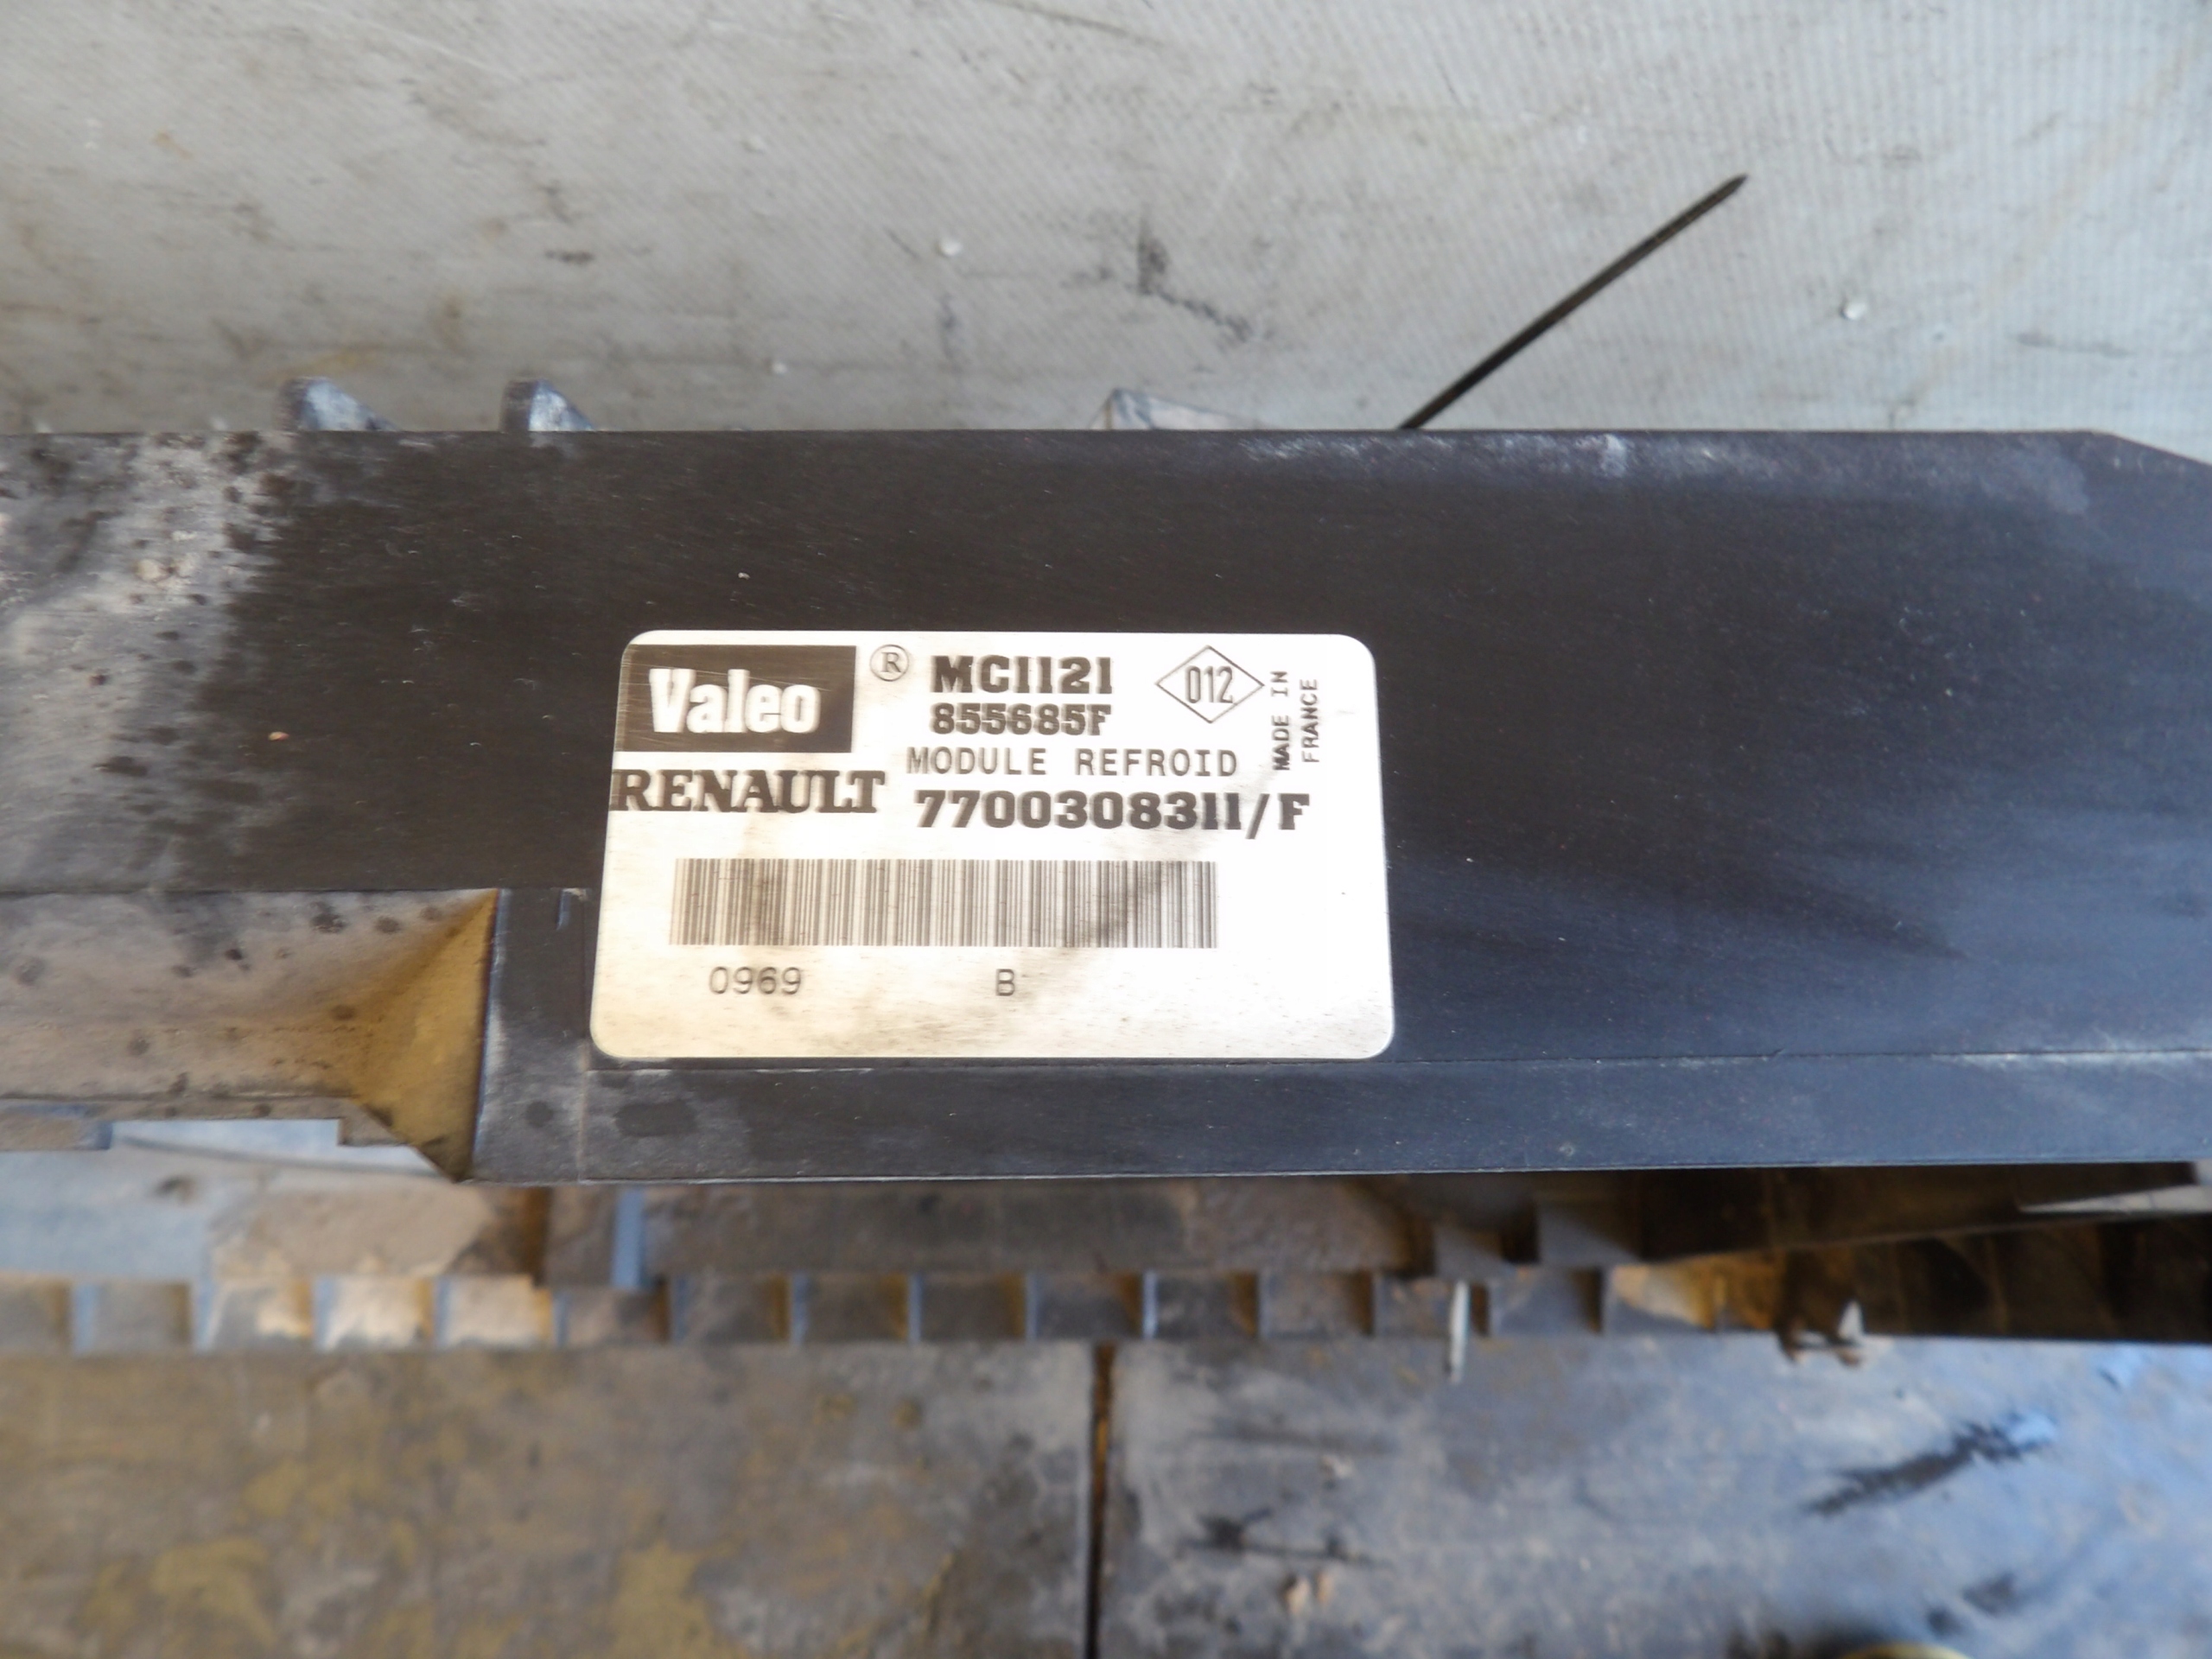 Valeo ® MC1121
012
855685F
MADE IN
FRANCE
MODULE REFROID
RENAULT 7700308311/F
0969 B